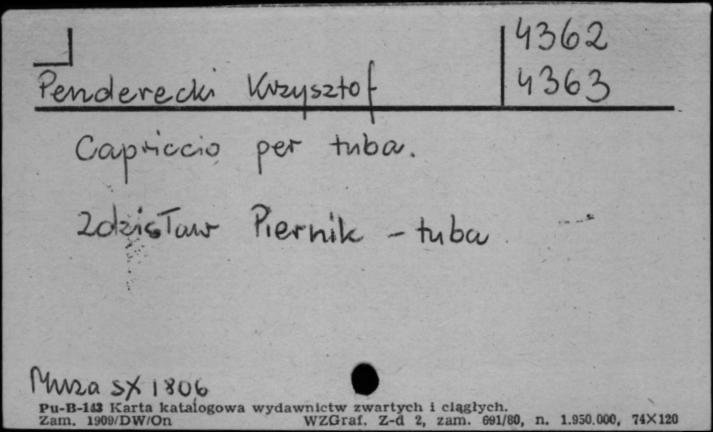 4362
Penderecki Krzysztof 4363
Capriccio per tuba.
Zdzisław Piernik - tuba
Muza SX 1806
Pu-B-143 Karta katalogowa wydawnictw zwartych i ciągłych.
Zam. 1909/DW/On WZGraf. Z-d 2, zam. 691/80, n. 1.950.000, 74X120